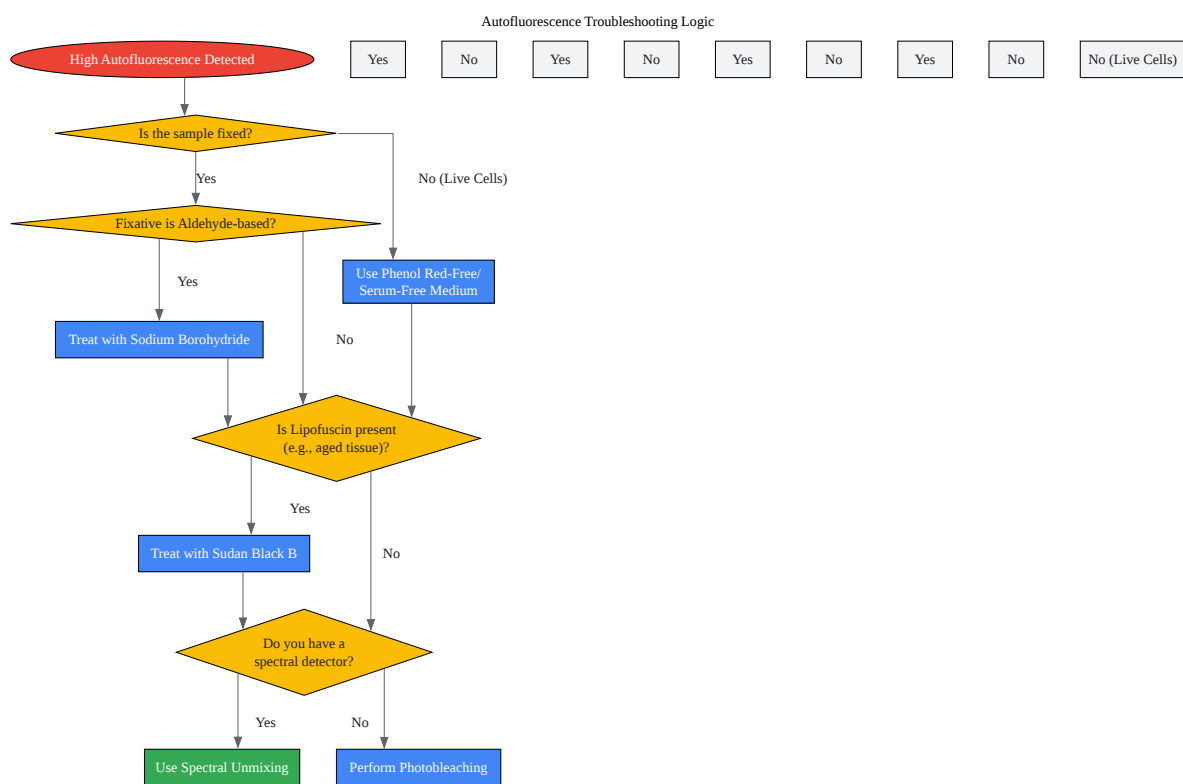 Autofluorescence Troubleshooting Logic
High Autofluorescence Detected
Yes
No
Yes
No
Yes
No
Yes
No
No (Live Cells)
Is the sample fixed?
Yes
No (Live Cells)
Fixative is Aldehyde-based?
Yes
Use Phenol Red-Free/
Serum-Free Medium
Treat with Sodium Borohydride
No
Is Lipofuscin present
(e.g., aged tissue)?
Yes
Treat with Sudan Black B
No
Do you have a
spectral detector?
Yes
No
Use Spectral Unmixing
Perform Photobleaching